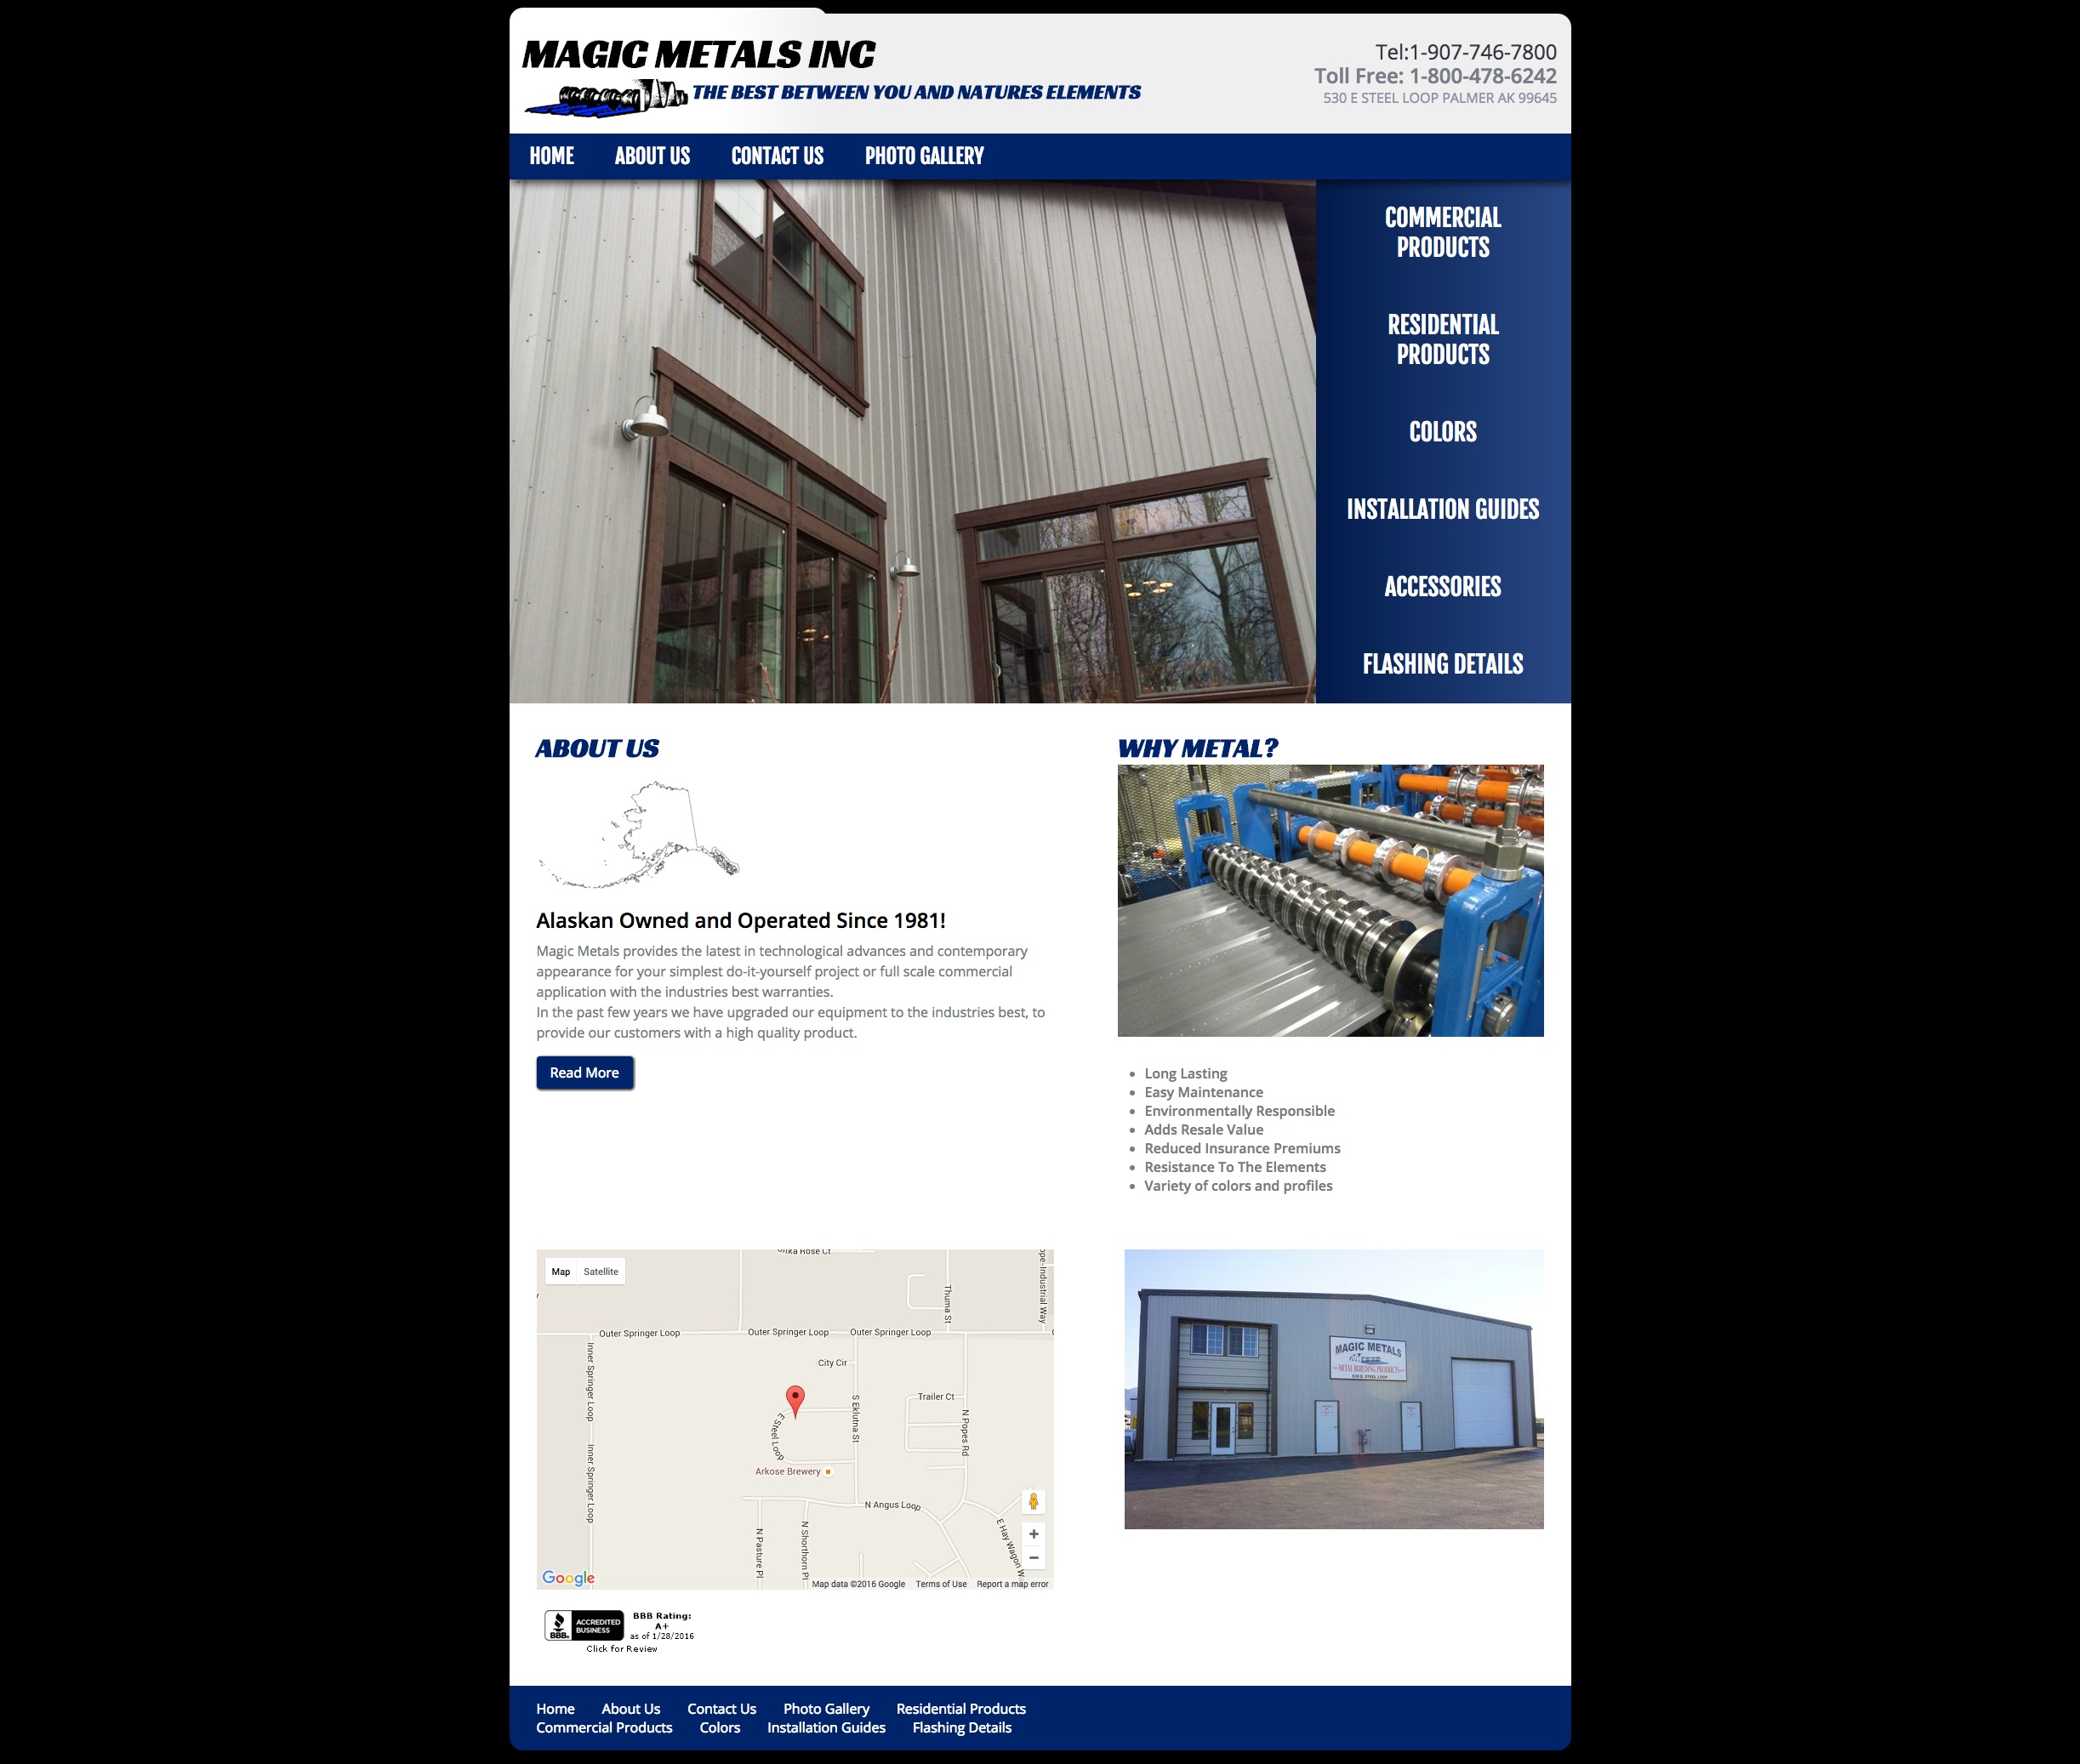 MAGIC METALS INC
THE BEST BETWEEN YOU AND NATURES ELEMENTS
Tel:1-907-746-7800
Toll Free: 1-800-478-6242
530 E STEEL LOOP PALMER AK 99645
HOME ABOUT US CONTACT US PHOTO GALLERY
COMMERCIAL
PRODUCTS
RESIDENTIAL
PRODUCTS
COLORS
INSTALLATION GUIDES
ACCESSORIES
FLASHING DETAILS
ABOUT US
Alaskan Owned and Operated Since 1981!
Magic Metals provides the latest in technological advances and contemporary
appearance for your simplest do-it-yourself project or full scale commercial
application with the industries best warranties.
In the past few years we have upgraded our equipment to the industries best, to
provide our customers with a high quality product.
Read More
WHY METAL?
• Long Lasting
• Easy Maintenance
• Environmentally Responsible
• Adds Resale Value
• Reduced Insurance Premiums
• Resistance To The Elements
• Variety of colors and profiles
Map Satellite
Rose Ct
Thuma St
Industrial Way
Outer Springer Loop Outer Springer Loop Outer Springer Loop
Inner Springer Loop
Inner Springer Loop
City Cir
Trailer Ct
S Eklutna St
N Popes Rd
E Steel Loop
Arkose Brewery
N Angus Loop
N Pasture Pl
N Shorthorn Pl
E Hay Wagon
Google
Map data ©2016 Google Terms of Use Report a map error
MAGIC METALS
METAL BUILDING PRODUCTS
530 E. STEEL LOOP
BBB.
ACCREDITED
BUSINESS
BBB Rating:
A+
as of 1/28/2016
Click for Review
Home About Us Contact Us Photo Gallery Residential Products
Commercial Products Colors Installation Guides Flashing Details